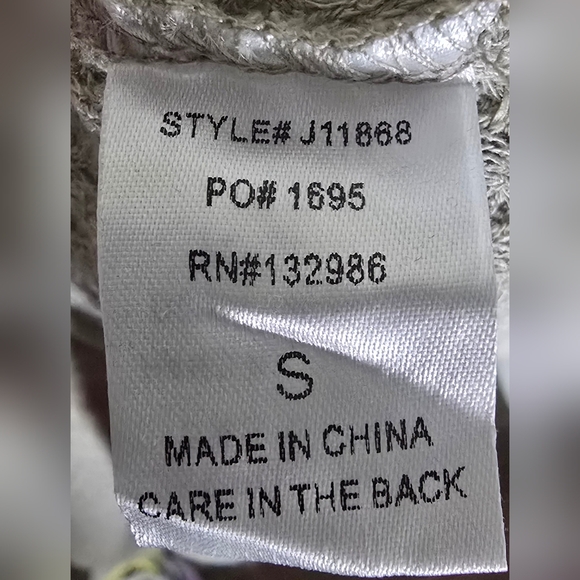 STYLE# J11868
PO# 1695
RN#132986
S
MADE IN CHINA
CARE IN THE BACK